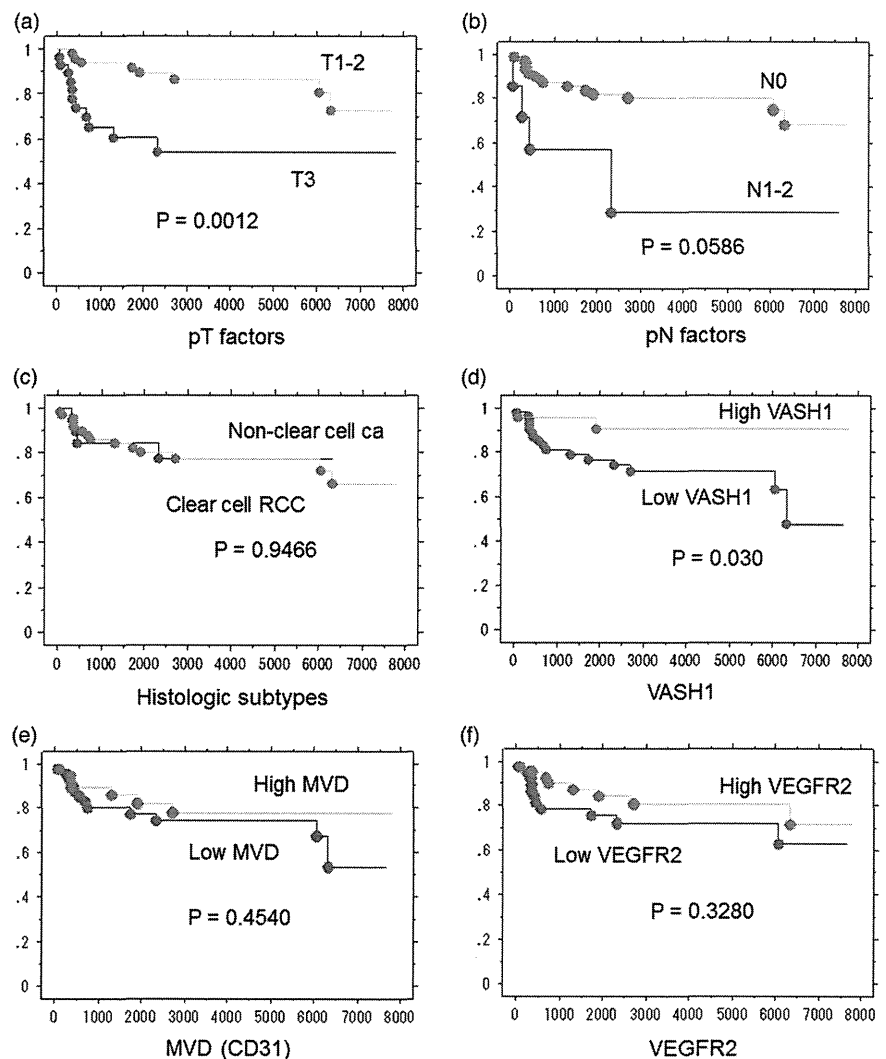 (a)
1
.8
.6
.4
.2
0
T1-2
T3
P = 0.0012
0 1000 2000 3000 4000 5000 6000 7000 8000
pT factors
(b)
1
.8
.6
.4
.2
0
N0
N1-2
P = 0.0586
0 1000 2000 3000 4000 5000 6000 7000 8000
pN factors
(c)
1
.8
.6
.4
.2
0
Non-clear cell ca
Clear cell RCC
P = 0.9466
0 1000 2000 3000 4000 5000 6000 7000 8000
Histologic subtypes
(d)
1
.8
.6
.4
.2
0
High VASH1
Low VASH1
P = 0.030
0 1000 2000 3000 4000 5000 6000 7000 8000
VASH1
(e)
1
.8
.6
.4
.2
0
High MVD
Low MVD
P = 0.4540
0 1000 2000 3000 4000 5000 6000 7000 8000
MVD (CD31)
(f)
1
.8
.6
.4
.2
0
High VEGFR2
Low VEGFR2
P = 0.3280
0 1000 2000 3000 4000 5000 6000 7000 8000
VEGFR2